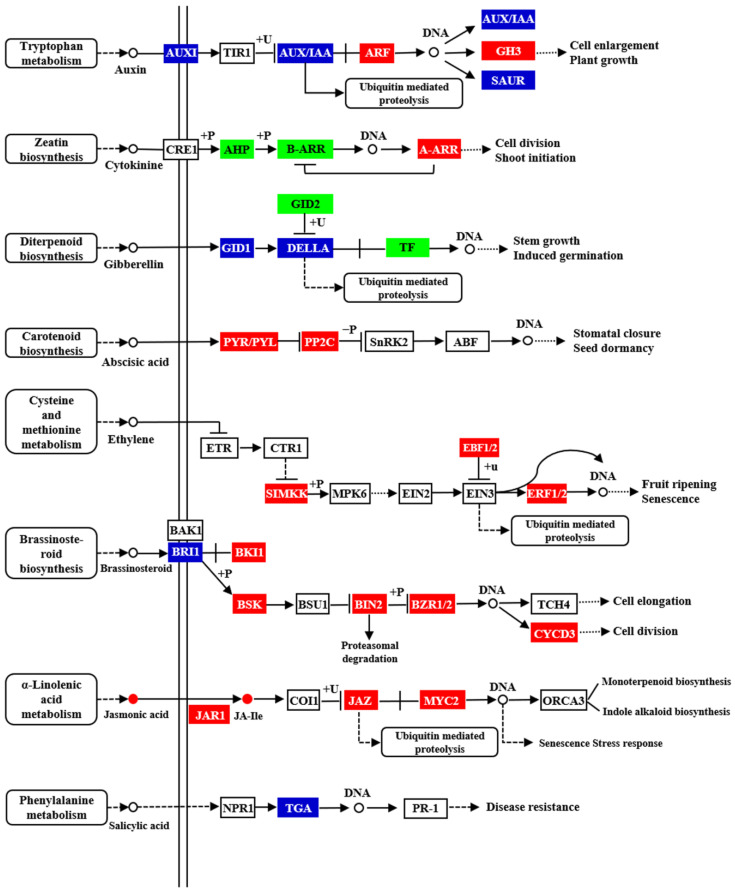 AUX/IAA
DNA
Tryptophan
metabolism
Auxin
AUXI
TIR1
+U
AUX/IAA
ARF
GH3
Cell enlargement
Plant growth
SAUR
Ubiquitin mediated
proteolysis
Zeatin
biosynthesis
Cytokinine
CRE1
+P
AHP
+P
B-ARR
DNA
A-ARR
Cell division
Shoot initiation
GID2
+U
Diterpenoid
biosynthesis
Gibberellin
GID1
DELLA
TF
DNA
Stem growth
Induced germination
Ubiquitin mediated
proteolysis
Carotenoid
biosynthesis
Abscisic acid
PYR/PYL
PP2C
−P
SnRK2
ABF
DNA
Stomatal closure
Seed dormancy
Cysteine
and
methionine
metabolism
Ethylene
ETR
CTR1
SIMKK
+P
MPK6
EIN2
EBF1/2
+u
EIN3
ERF1/2
DNA
Fruit ripening
Senescence
Ubiquitin mediated
proteolysis
Brassinoste-
roid
biosynthesis
Brassinosteroid
BAK1
BRI1
BKI1
+P
BSK
BSU1
BIN2
+P
BZR1/2
DNA
TCH4
Cell elongation
CYCD3
Cell division
Proteasomal
degradation
α-Linolenic
acid
metabolism
Jasmonic acid
JAR1
JA-Ile
COI1
+U
JAZ
MYC2
DNA
ORCA3
Monoterpenoid biosynthesis
Indole alkaloid biosynthesis
Ubiquitin mediated
proteolysis
Senescence Stress response
Phenylalanine
metabolism
Salicylic acid
NPR1
TGA
DNA
PR-1
Disease resistance